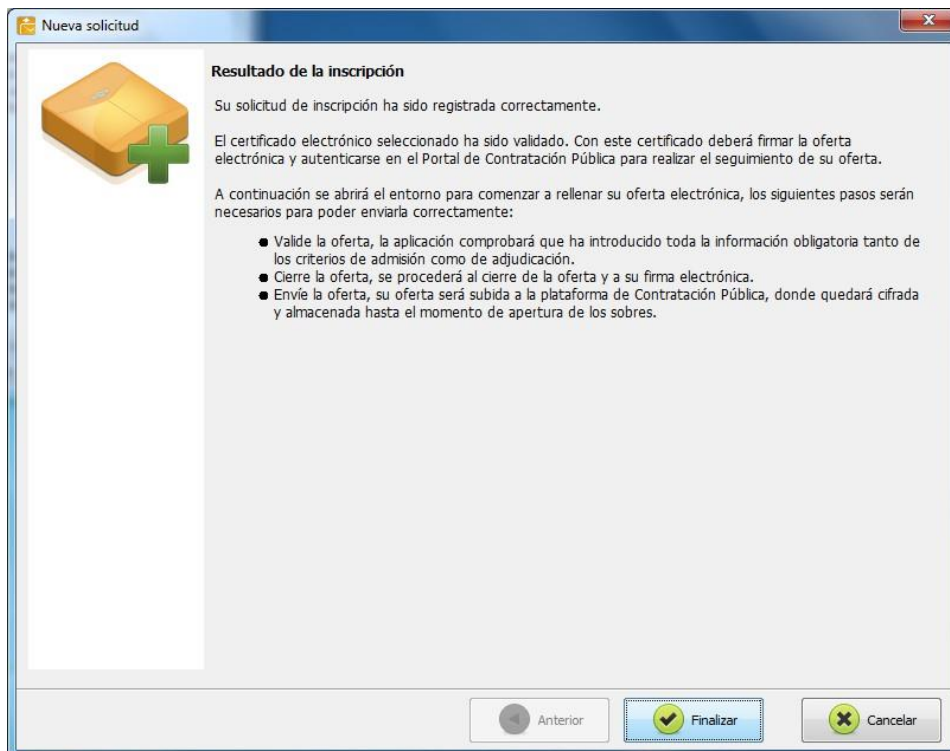 Nueva solicitud
Resultado de la inscripción
Su solicitud de inscripción ha sido registrada correctamente.
El certificado electrónico seleccionado ha sido validado. Con este certificado deberá firmar la oferta
electrónica y autenticarse en el Portal de Contratación Pública para realizar el seguimiento de su oferta.
A continuación se abrirá el entorno para comenzar a rellenar su oferta electrónica, los siguientes pasos serán
necesarios para poder enviarla correctamente:
● Valide la oferta, la aplicación comprobará que ha introducido toda la información obligatoria tanto de
los criterios de admisión como de adjudicación.
● Cierre la oferta, se procederá al cierre de la oferta y a su firma electrónica.
● Envíe la oferta, su oferta será subida a la plataforma de Contratación Pública, donde quedará cifrada
y almacenada hasta el momento de apertura de los sobres.
Anterior Finalizar Cancelar